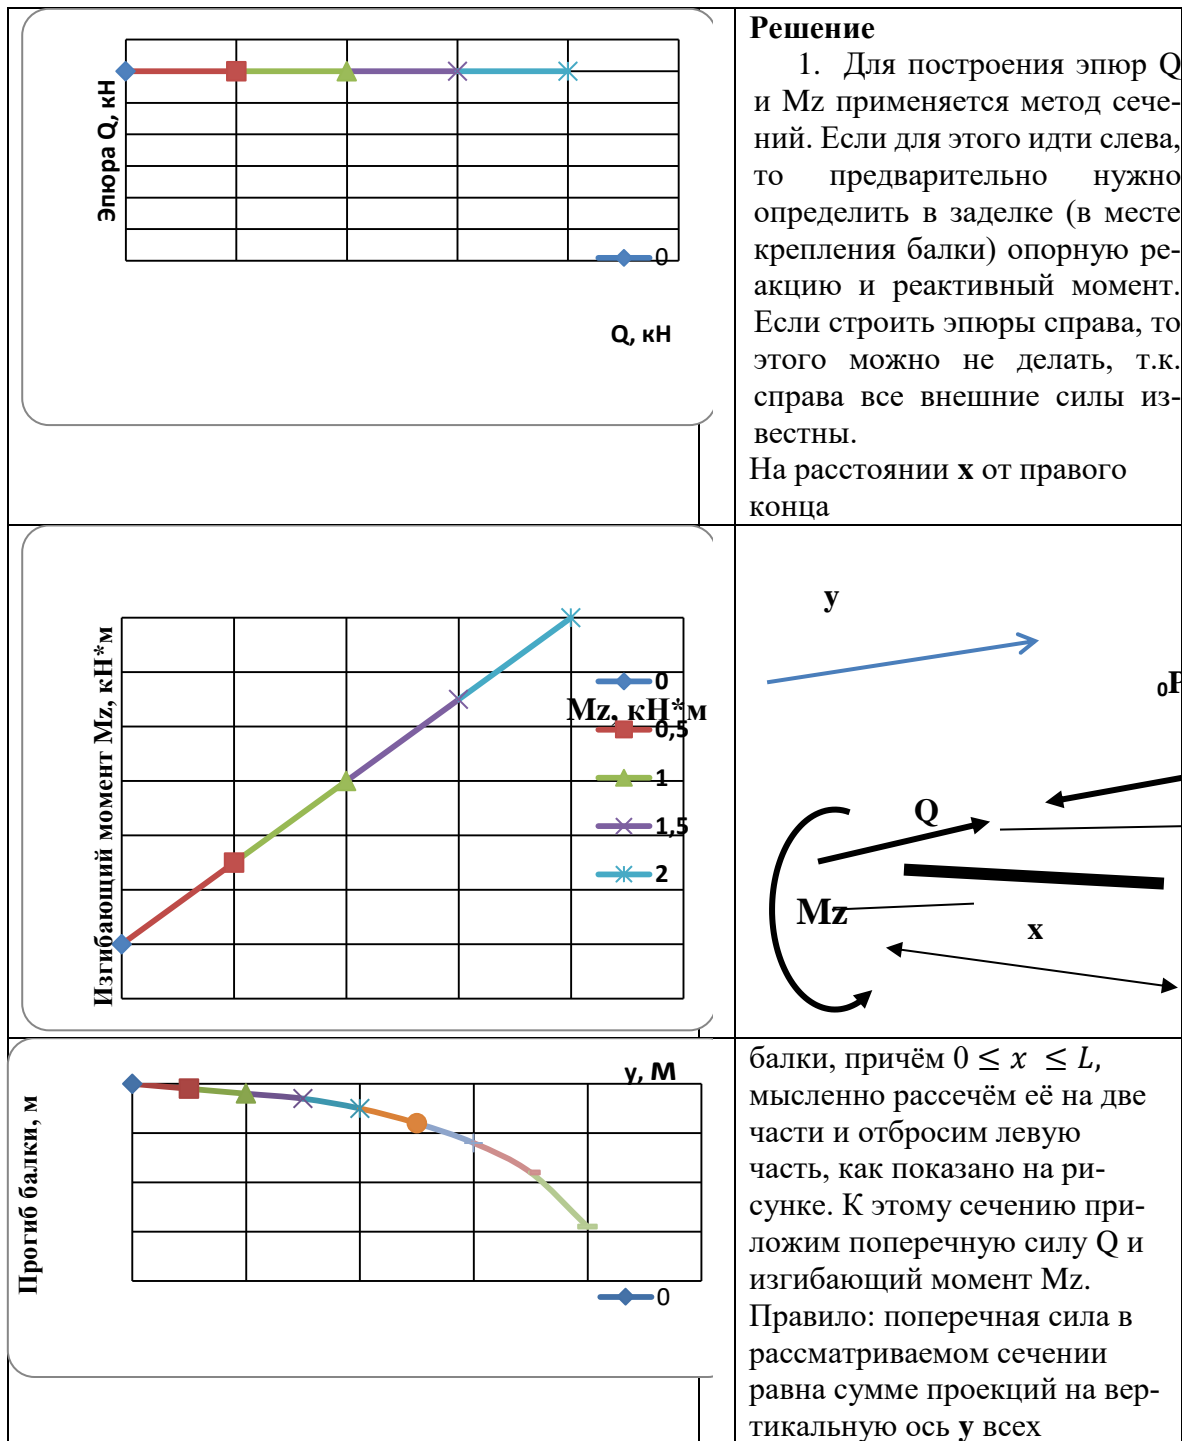 Эпюра Q, кН
0
Q, кН
Решение
1. Для построения эпюр Q
и Mz применяется метод сече-
ний. Если для этого идти слева,
то предварительно нужно
определить в заделке (в месте
крепления балки) опорную ре-
акцию и реактивный момент.
Если строить эпюры справа, то
этого можно не делать, т.к.
справа все внешние силы из-
вестны.
На расстоянии x от правого
конца
Изгибающий момент Mz, кН*м
0
Mz, кН*м
0,5
1
1,5
2
y
₀P
Q
Mz
x
Прогиб балки, м
y, М
0
балки, причём 0 ≤ x ≤ L,
мысленно рассечём её на две
части и отбросим левую
часть, как показано на ри-
сунке. К этому сечению при-
ложим поперечную силу Q и
изгибающий момент Mz.
Правило: поперечная сила в
рассматриваемом сечении
равна сумме проекций на вер-
тикальную ось y всех